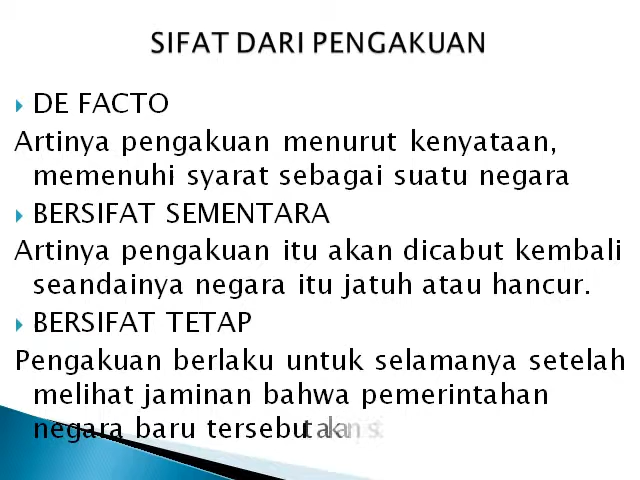 SIFAT DARI PENGAKUAN
DE FACTO
Artinya pengakuan menurut kenyataan,
memenuhi syarat sebagai suatu negara
BERSIFAT SEMENTARA
Artinya pengakuan itu akan dicabut kembali
seandainya negara itu jatuh atau hancur.
BERSIFAT TETAP
Pengakuan berlaku untuk selamanya setelah
melihat jaminan bahwa pemerintahan
negara baru tersebut akan